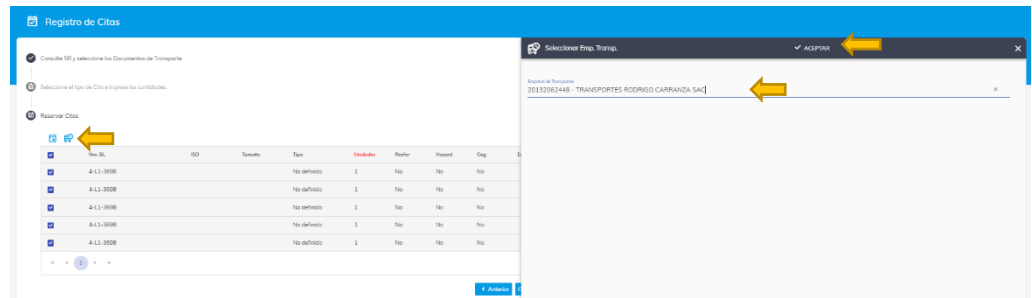 Registro de Citas
Consulte SR y seleccione los Documentos de Transporte
Seleccione el tipo de Cita e ingrese las cantidades.
Reservar Citas
Nro. BL ISO Tamaño Tipo Unidades Reefer Hazard Oog
4-L1-3698 No definido 1 No No No
4-L1-3698 No definido 1 No No No
4-L1-3698 No definido 1 No No No
4-L1-3698 No definido 1 No No No
4-L1-3698 No definido 1 No No No
1
Anterior
Seleccionar Emp. Transp.
ACEPTAR
Empresa de Transportes
20132062448 - TRANSPORTES RODRIGO CARRANZA SAC